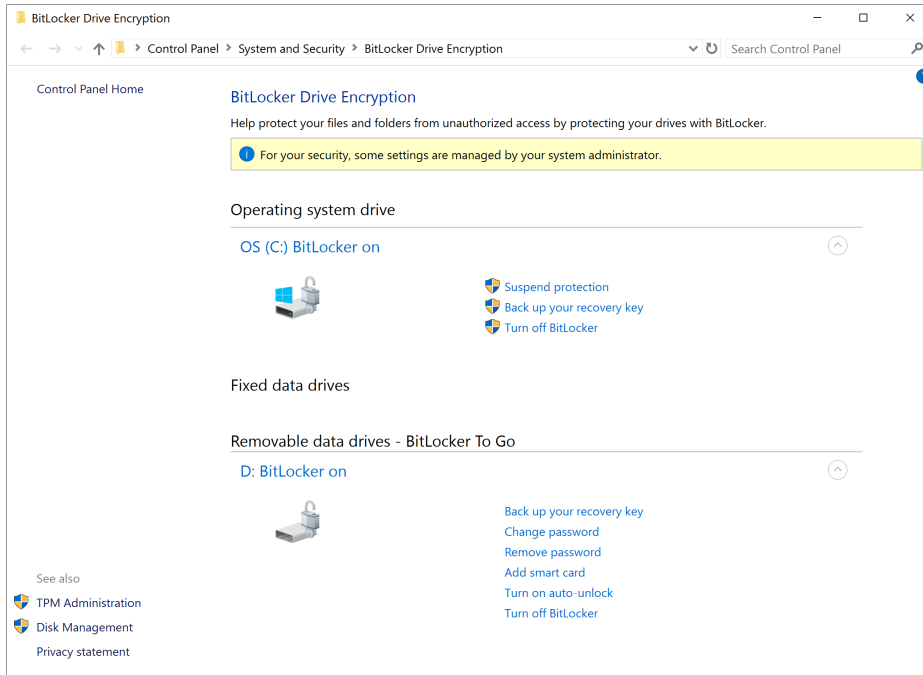 BitLocker Drive Encryption
Control Panel > System and Security > BitLocker Drive Encryption
Search Control Panel
Control Panel Home
BitLocker Drive Encryption
Help protect your files and folders from unauthorized access by protecting your drives with BitLocker.
For your security, some settings are managed by your system administrator.
Operating system drive
OS (C:) BitLocker on
Suspend protection
Back up your recovery key
Turn off BitLocker
Fixed data drives
Removable data drives - BitLocker To Go
D: BitLocker on
Back up your recovery key
Change password
Remove password
Add smart card
Turn on auto-unlock
Turn off BitLocker
See also
TPM Administration
Disk Management
Privacy statement